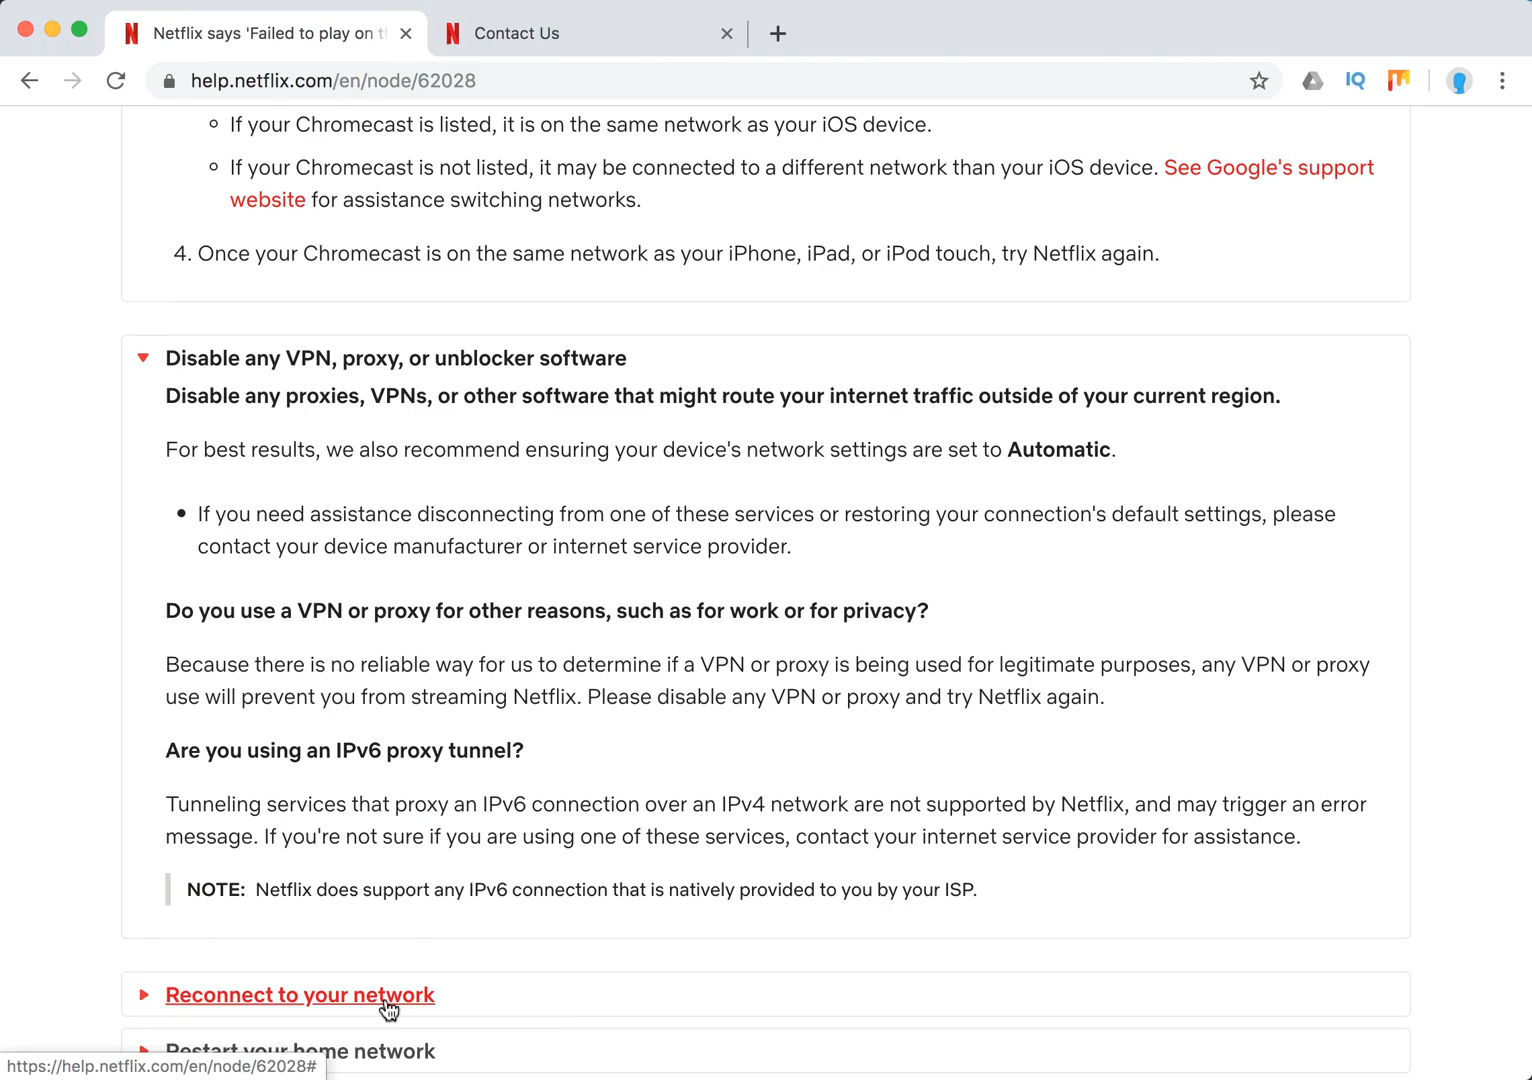 Netflix says 'Failed to play on t
Contact Us
help.netflix.com/en/node/62028
IQ
If your Chromecast is listed, it is on the same network as your iOS device.
If your Chromecast is not listed, it may be connected to a different network than your iOS device. See Google's support
website for assistance switching networks.
4. Once your Chromecast is on the same network as your iPhone, iPad, or iPod touch, try Netflix again.
Disable any VPN, proxy, or unblocker software
Disable any proxies, VPNs, or other software that might route your internet traffic outside of your current region.
For best results, we also recommend ensuring your device's network settings are set to Automatic.
If you need assistance disconnecting from one of these services or restoring your connection's default settings, please
contact your device manufacturer or internet service provider.
Do you use a VPN or proxy for other reasons, such as for work or for privacy?
Because there is no reliable way for us to determine if a VPN or proxy is being used for legitimate purposes, any VPN or proxy
use will prevent you from streaming Netflix. Please disable any VPN or proxy and try Netflix again.
Are you using an IPv6 proxy tunnel?
Tunneling services that proxy an IPv6 connection over an IPv4 network are not supported by Netflix, and may trigger an error
message. If you're not sure if you are using one of these services, contact your internet service provider for assistance.
NOTE: Netflix does support any IPv6 connection that is natively provided to you by your ISP.
Reconnect to your network
Restart your home network
https://help.netflix.com/en/node/62028#